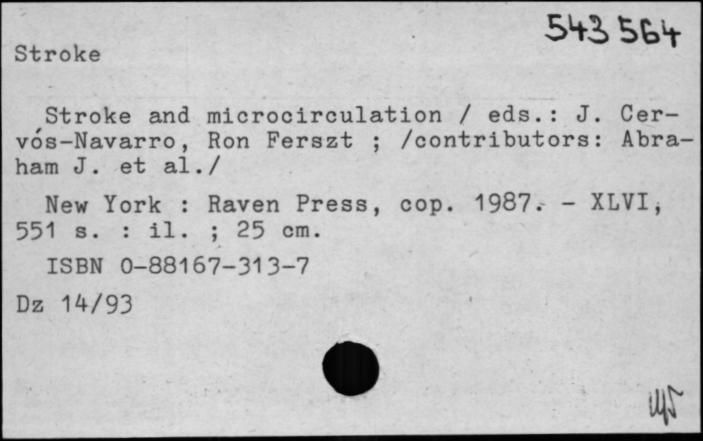 543 564
Stroke
Stroke and microcirculation / eds.: J. Cer-
vós-Navarro, Ron Ferszt ; /contributors: Abra-
ham J. et al./
New York : Raven Press, cop. 1987. - XLVI,
551 s. : il. ; 25 cm.
ISBN 0-88167-313-7
Dz 14/93